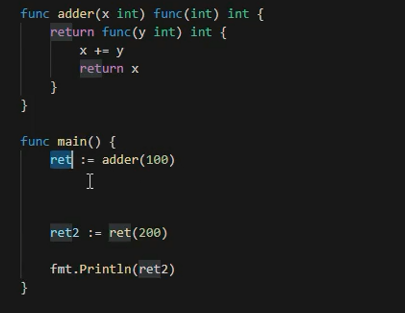 func adder(x int) func(int) int {
    return func(y int) int {
        x += y
        return x
    }
}
func main() {
    ret := adder(100)
    ret2 := ret(200)
    fmt.Println(ret2)
}